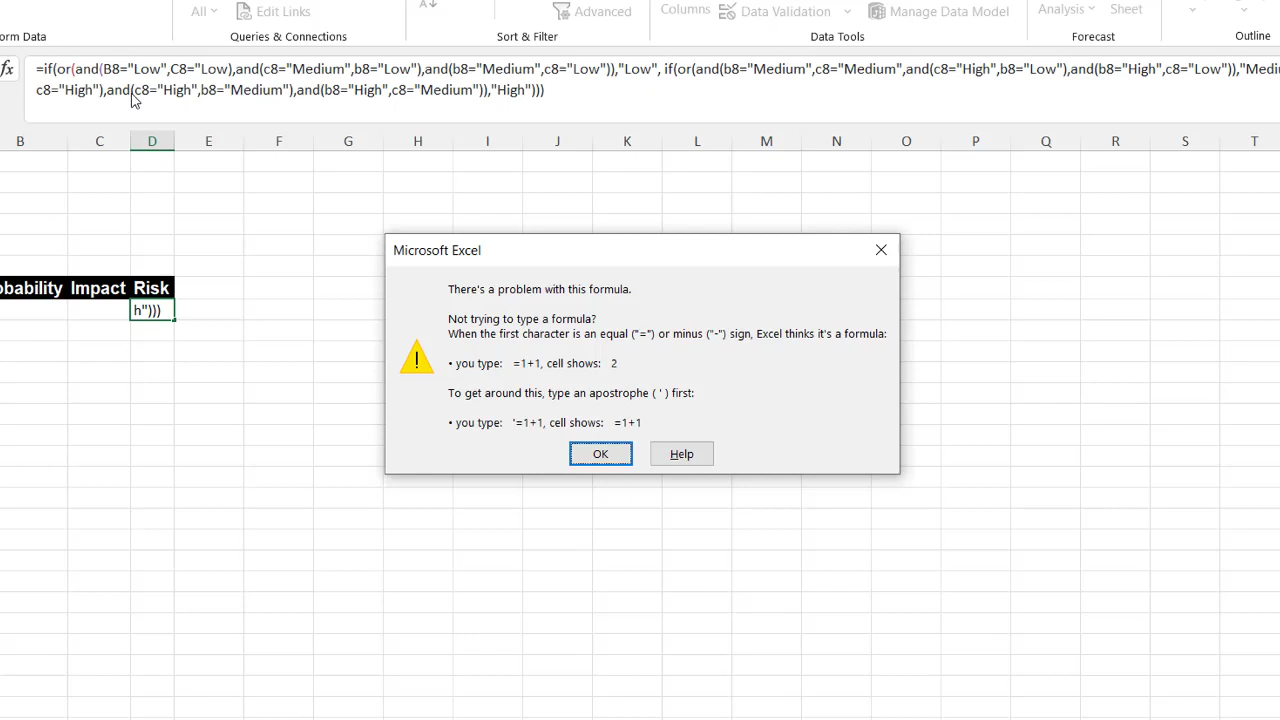 All
Edit Links
Advanced
Columns
Data Validation
Manage Data Model
Analysis
Sheet
orm Data
Queries & Connections
Sort & Filter
Data Tools
Forecast
Outline
fx
=if(or(and(B8="Low",C8="Low),and(c8="Medium",b8="Low"),and(b8="Medium",c8="Low")),"Low", if(or(and(b8="Medium",c8="Medium",and(c8="High",b8="Low"),and(b8="High",c8="Low")),"Mediu
c8="High"),and(c8="High",b8="Medium"),and(b8="High",c8="Medium")),"High")))
B C D E F G H I J K L M N O P Q R S T
obability Impact Risk
h")))
Microsoft Excel
There's a problem with this formula.
Not trying to type a formula?
When the first character is an equal ("=") or minus ("-") sign, Excel thinks it's a formula:
• you type: =1+1, cell shows: 2
To get around this, type an apostrophe ( ' ) first:
• you type: '=1+1, cell shows: =1+1
OK
Help